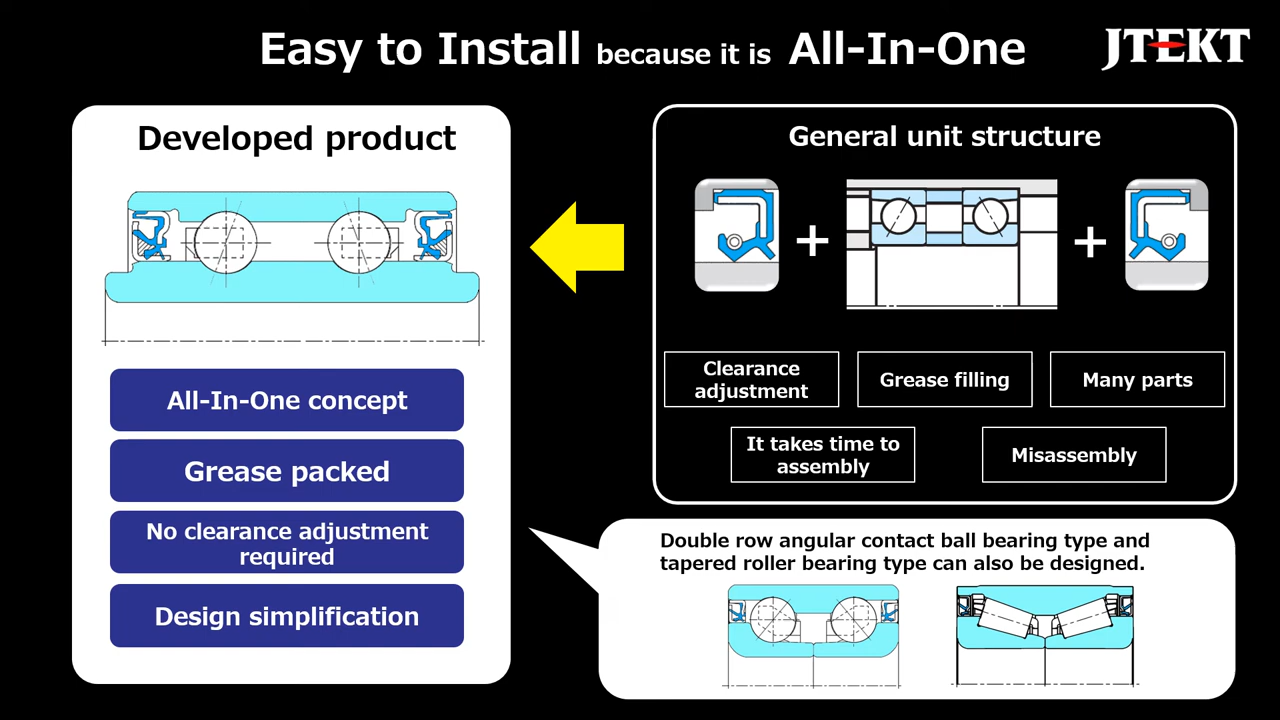 Easy to Install because it is All-In-One
JTEKT
Developed product
All-In-One concept
Grease packed
No clearance adjustment
required
Design simplification
General unit structure
+
+
Clearance
adjustment
Grease filling
Many parts
It takes time to
assembly
Misassembly
Double row angular contact ball bearing type and
tapered roller bearing type can also be designed.